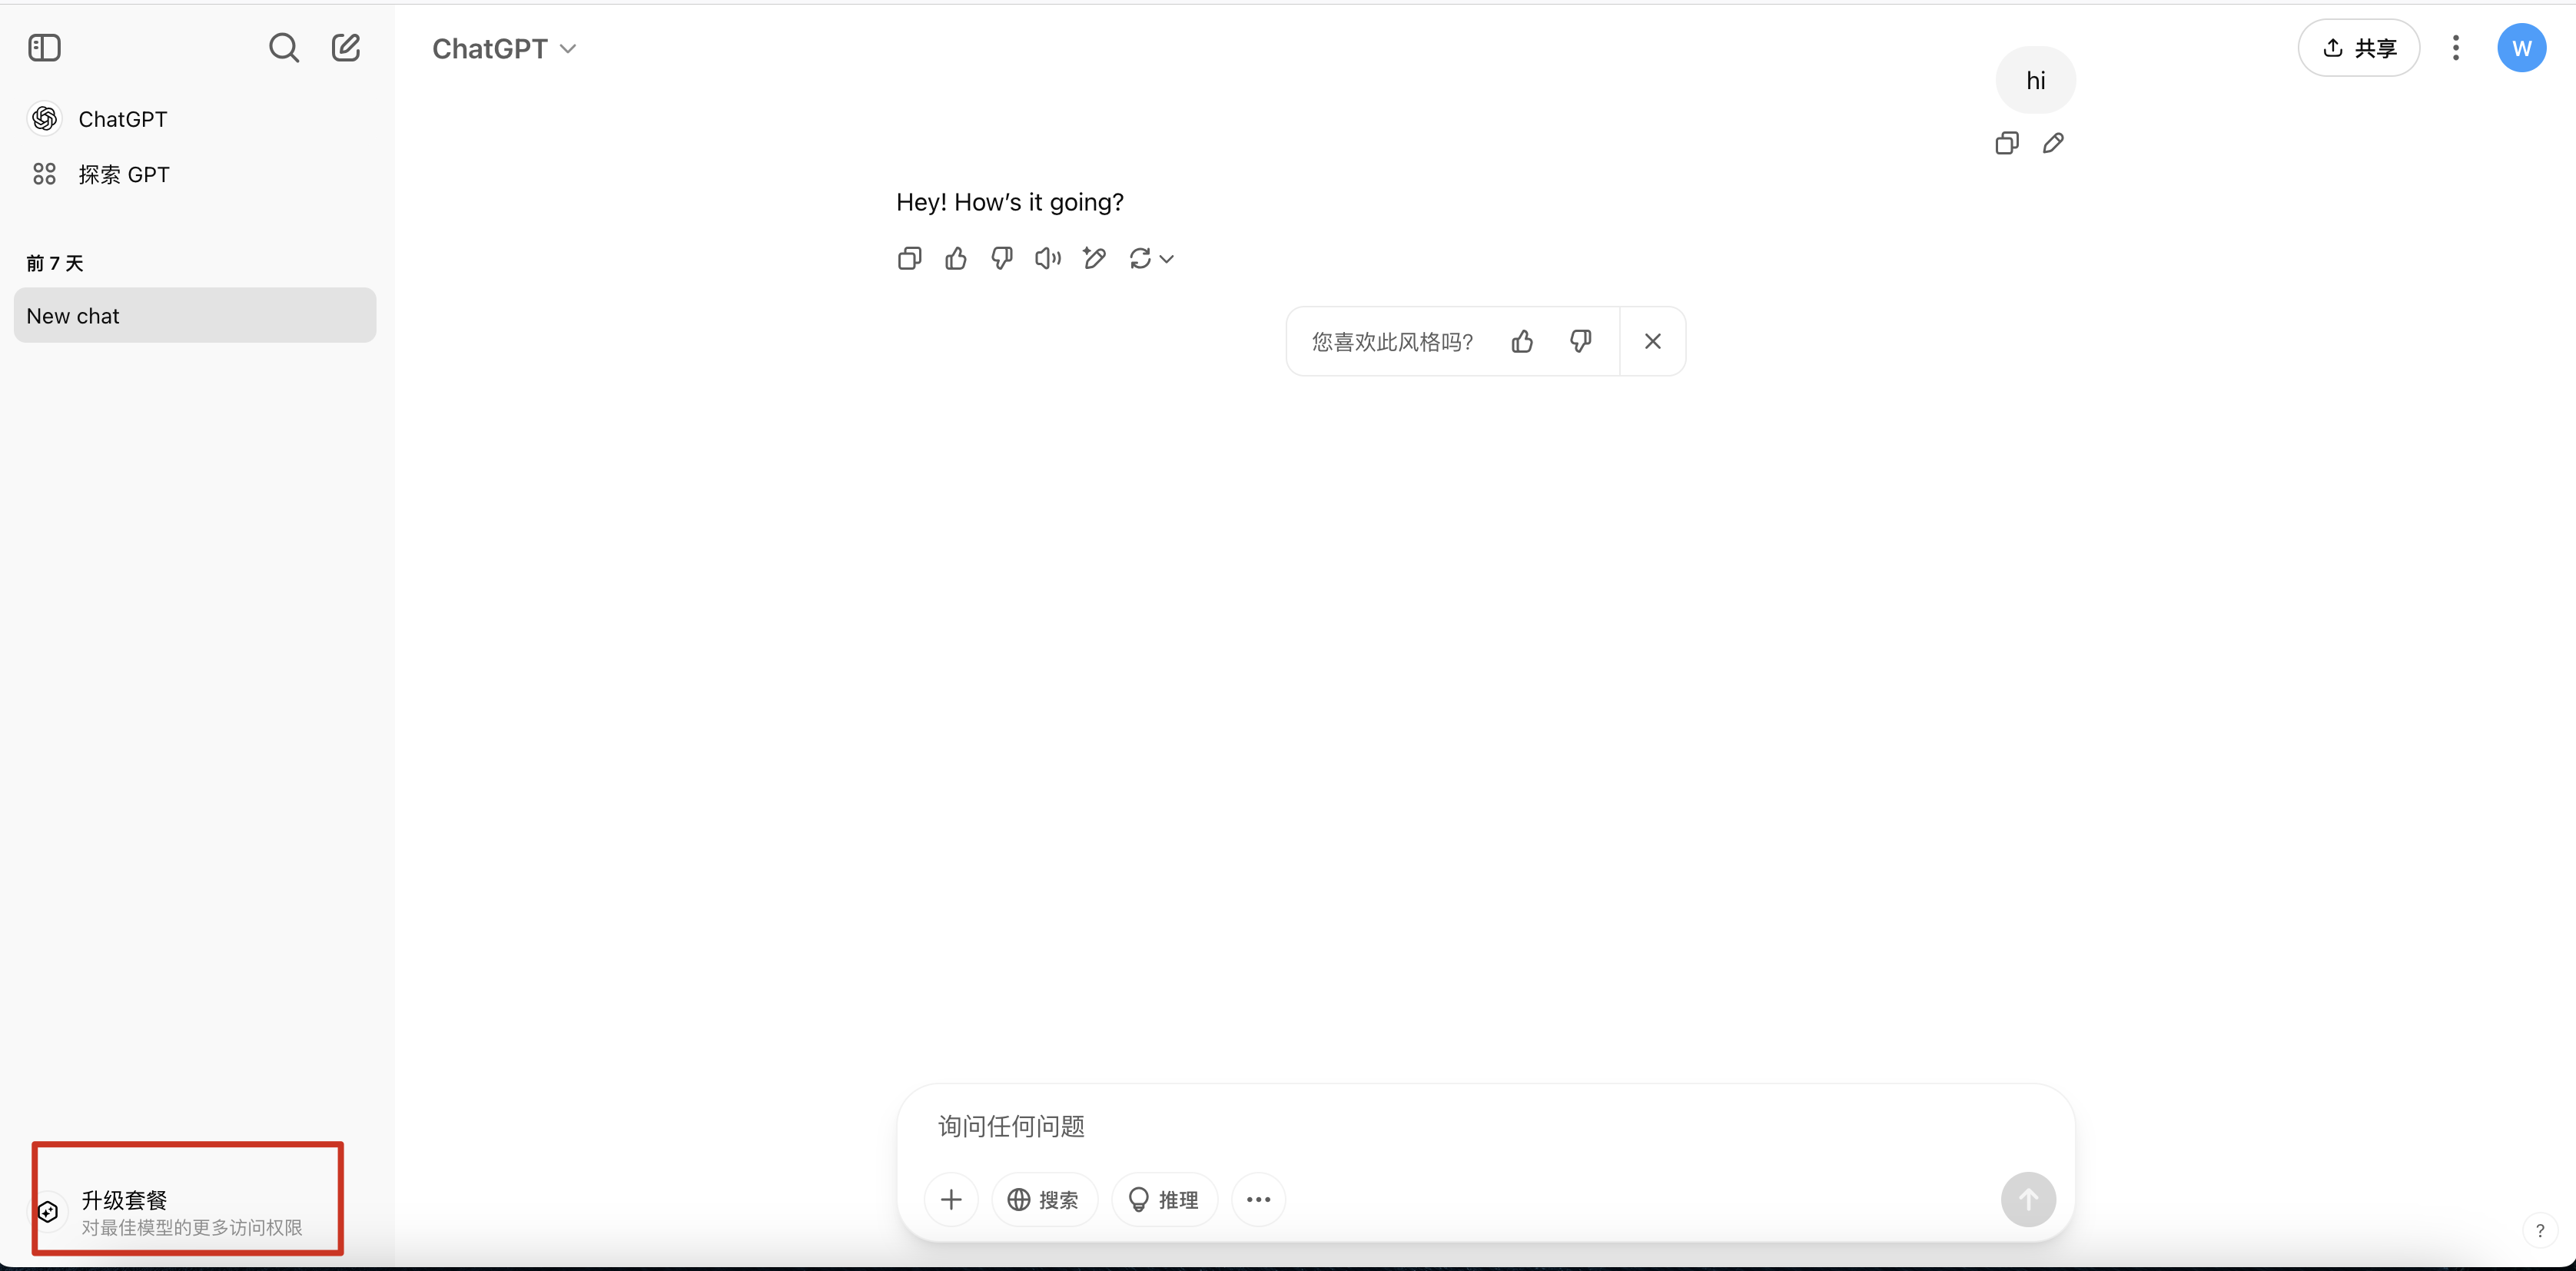 ChatGPT
探索 GPT
前 7 天
New chat
升级套餐
对最佳模型的更多访问权限
ChatGPT
共享
W
hi
Hey! How’s it going?
您喜欢此风格吗?
询问任何问题
搜索
推理
?